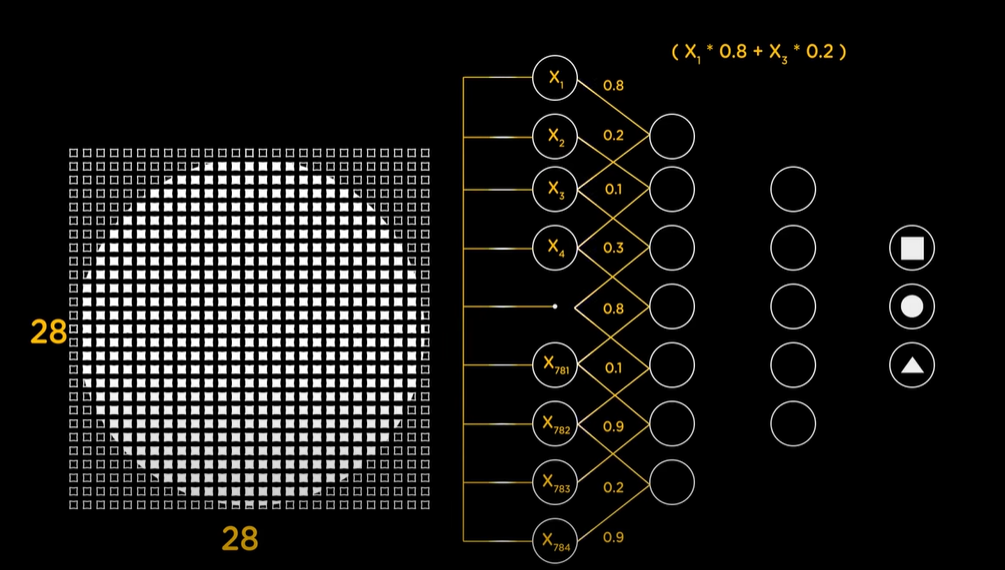 ( X₁ * 0.8 + X₃ * 0.2 )
28
28
X₁
X₂
X₃
X₄
X₇₈₁
X₇₈₂
X₇₈₃
X₇₈₄
0.8
0.2
0.1
0.3
0.8
0.1
0.9
0.2
0.9